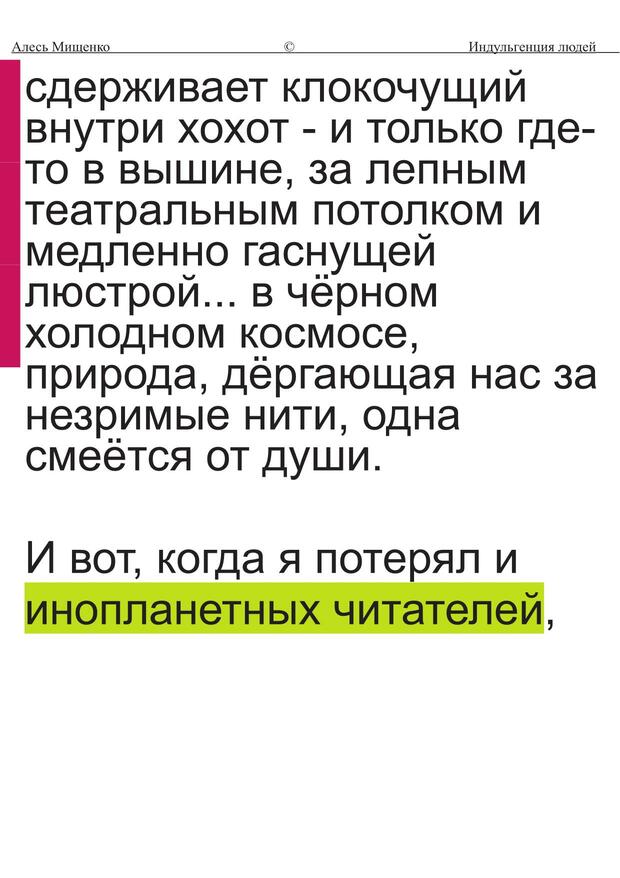 Алесь Мищенко © Индульгенция людей
сдерживает клокочущий
внутри хохот - и только где-
то в вышине, за лепным
театральным потолком и
медленно гаснущей
люстрой... в чёрном
холодном космосе,
природа, дёргающая нас за
незримые нити, одна
смеётся от души.
И вот, когда я потерял и
инопланетных читателей,